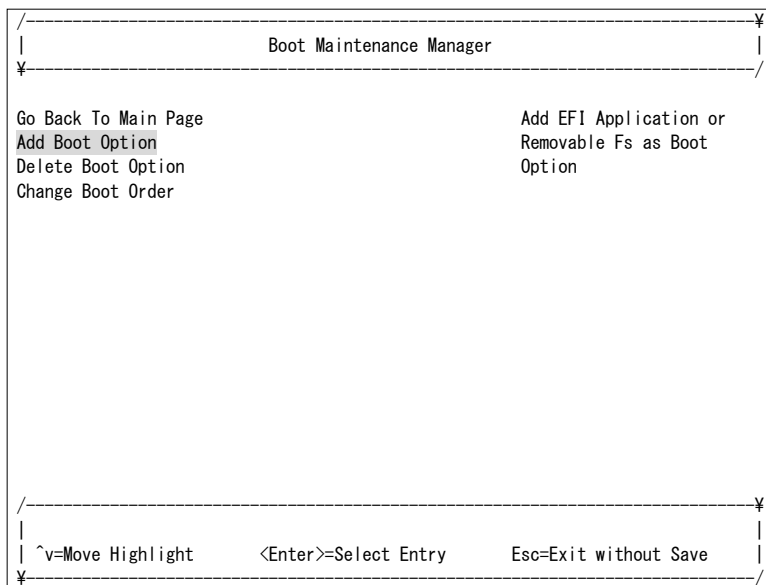 /------------------------------------------------------------------------------¥
| Boot Maintenance Manager |
¥------------------------------------------------------------------------------/
Go Back To Main Page Add EFI Application or
Add Boot Option Removable Fs as Boot
Delete Boot Option Option
Change Boot Order
/------------------------------------------------------------------------------¥
| |
| ^v=Move Highlight <Enter>=Select Entry Esc=Exit without Save |
¥------------------------------------------------------------------------------/